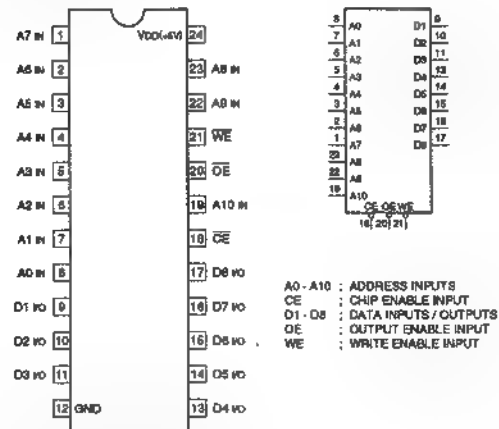 A7 IN 1 VDD(+5V) 24
A6 IN 2 23 A8 IN
A5 IN 3 22 A9 IN
A4 IN 4 21 WE
A3 IN 5 20 OE
A2 IN 6 19 A10 IN
A1 IN 7 18 CE
A0 IN 8 17 D8 I/O
D1 I/O 9 16 D7 I/O
D2 I/O 10 15 D6 I/O
D3 I/O 11 14 D5 I/O
12 GND 13 D4 I/O
8 A0 D1 9
7 A1 D2 10
6 A2 D3 11
5 A3 D4 13
4 A4 D5 14
3 A5 D6 15
2 A6 D7 16
1 A7 D8 17
23 A8
22 A9
19 A10
CE OE WE
18 20 21
A0 - A10 : ADDRESS INPUTS
CE : CHIP ENABLE INPUT
D1 - D8 : DATA INPUTS / OUTPUTS
OE : OUTPUT ENABLE INPUT
WE : WRITE ENABLE INPUT